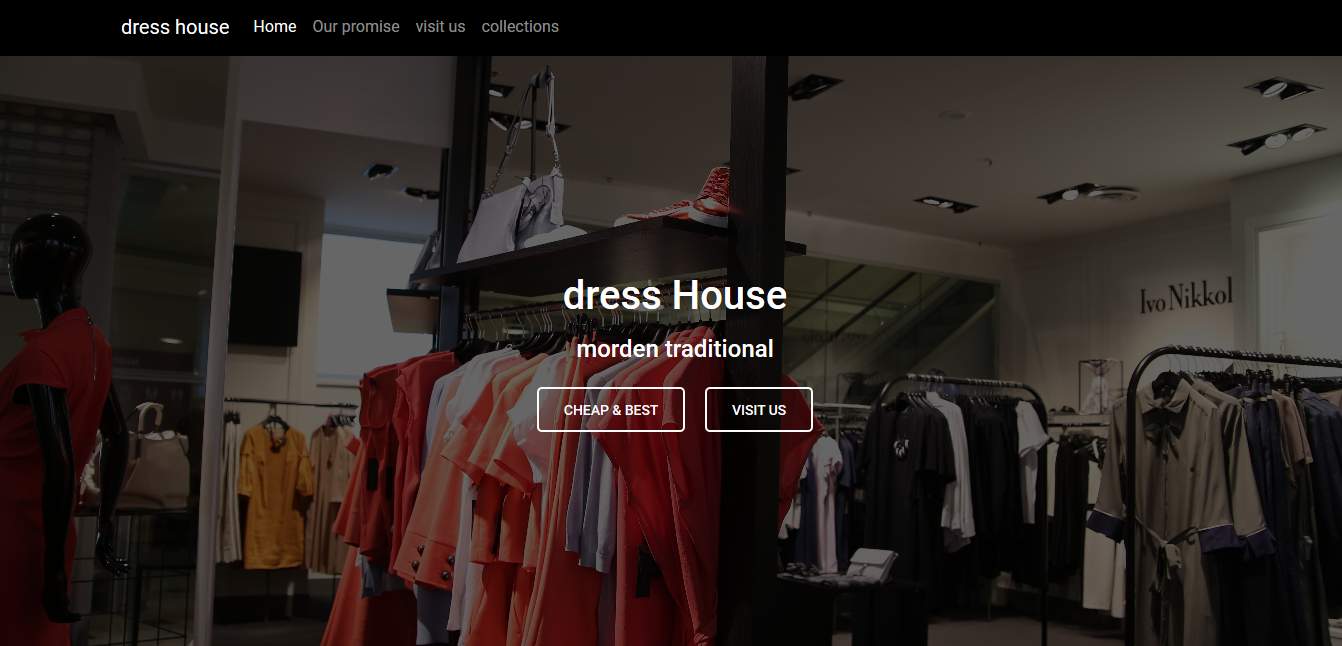 dress house Home Our promise visit us collections
Ivo Nikkol
dress House
morden traditional
CHEAP & BEST VISIT US